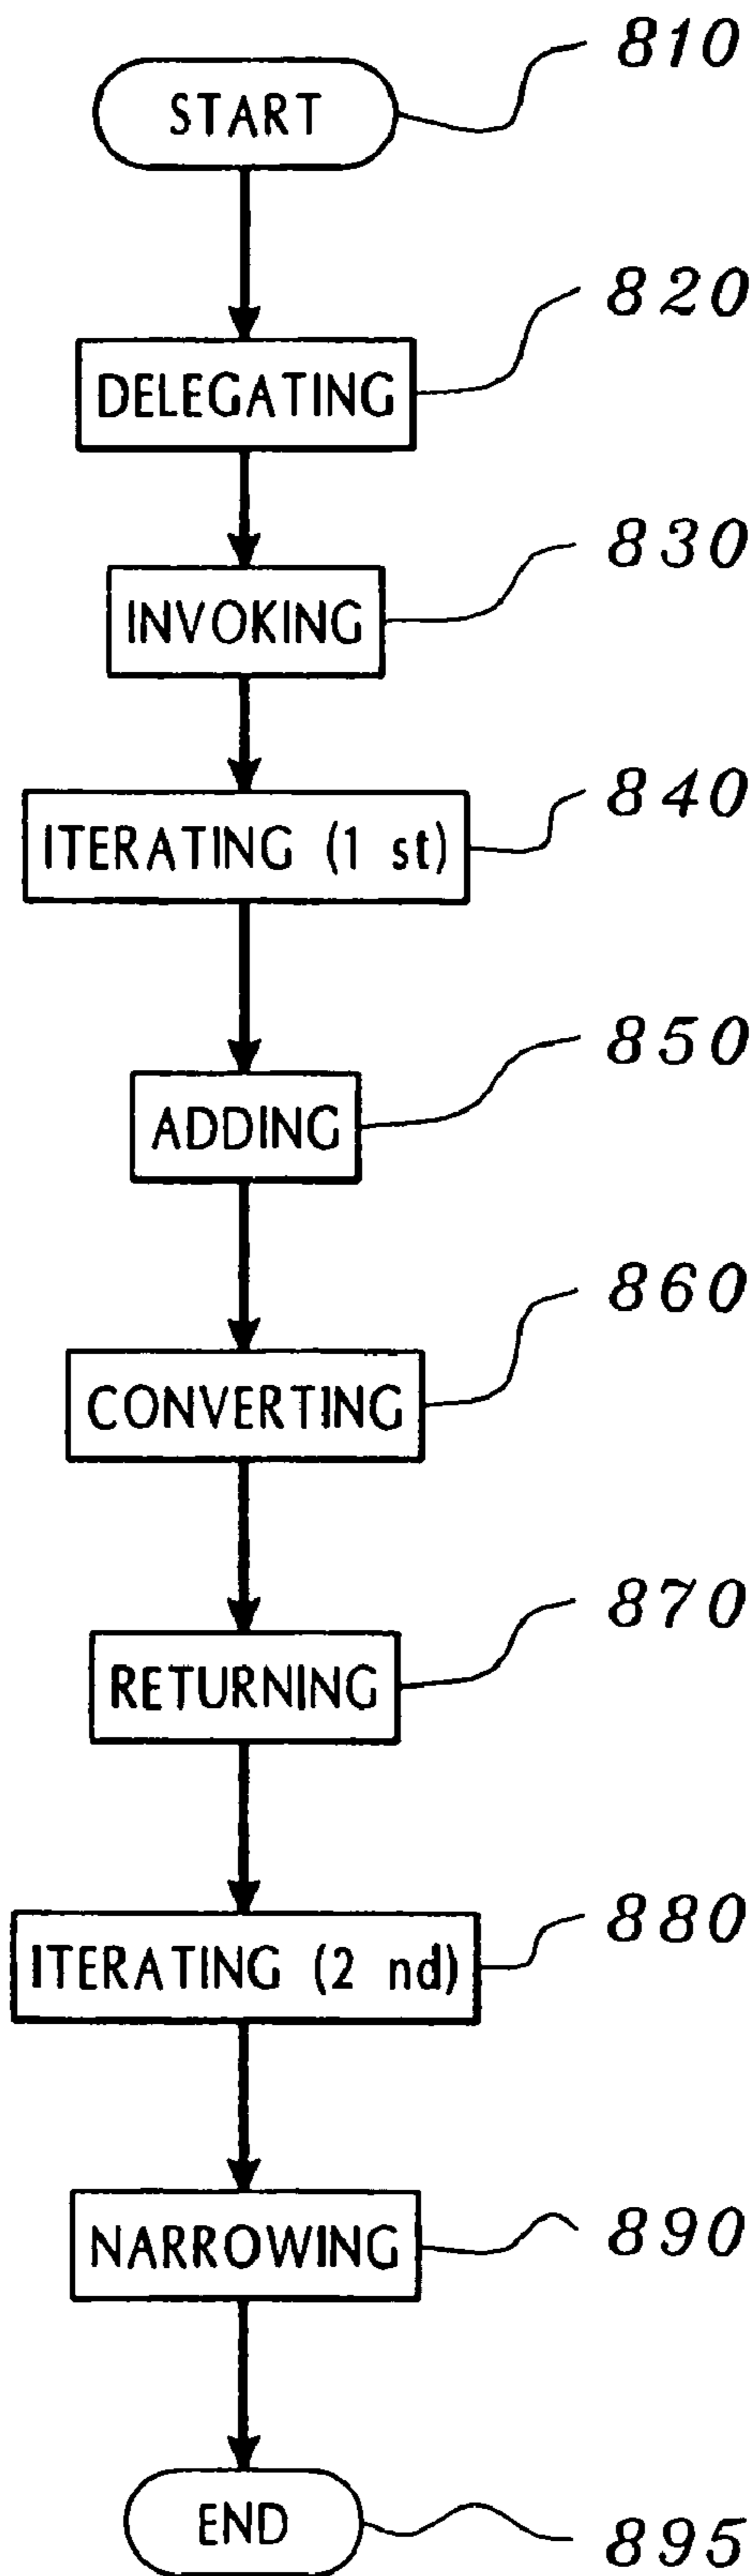 810
START
820
DELEGATING
830
INVOKING
840
ITERATING (1 st)
850
ADDING
860
CONVERTING
870
RETURNING
880
ITERATING (2 nd)
890
NARROWING
END
895